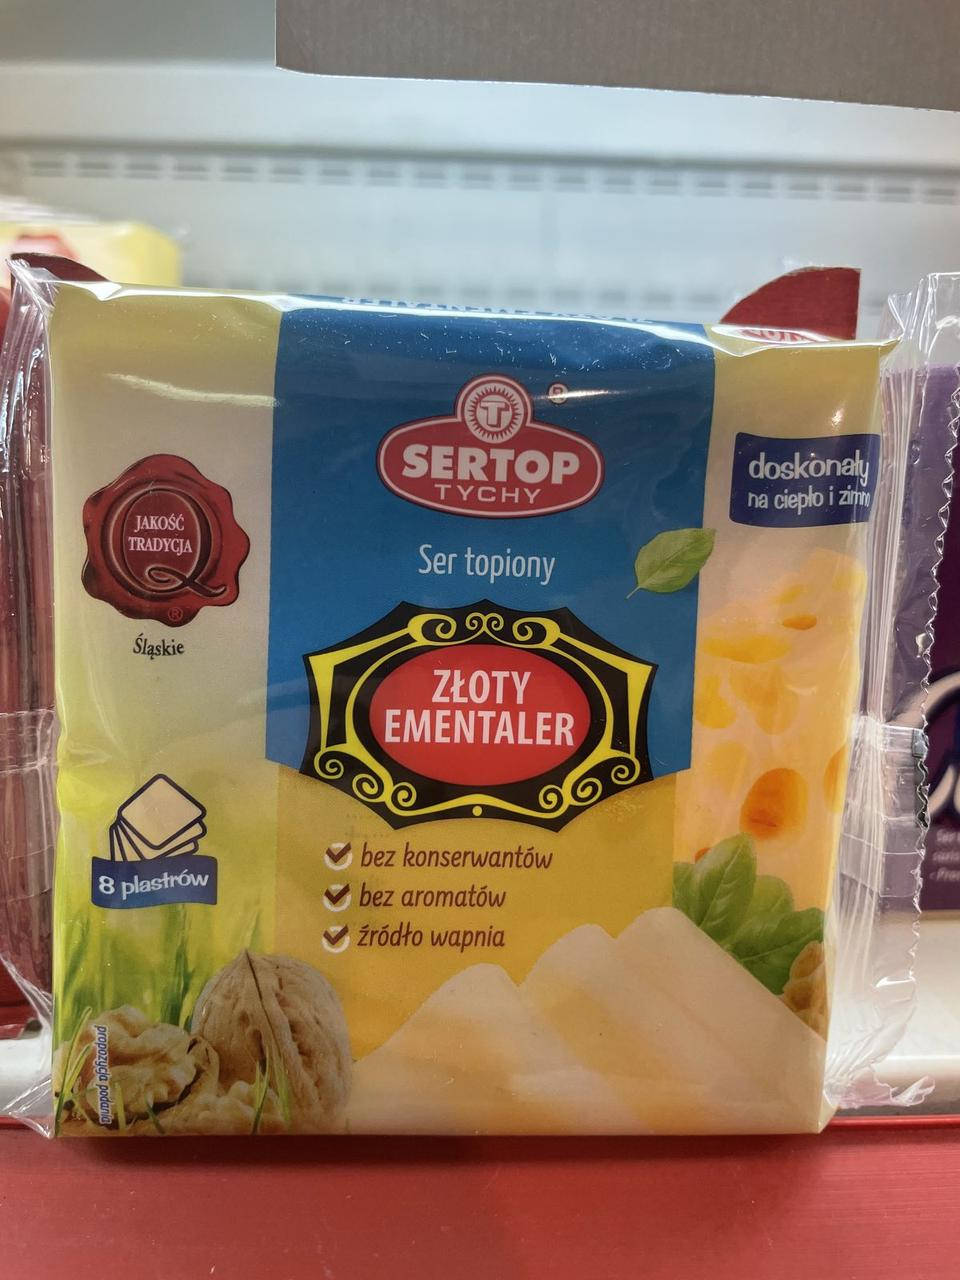 SERTOP
TYCHY
®
Ser topiony
ZŁOTY
EMENTALER
bez konserwantów
bez aromatów
źródło wapnia
JAKOŚĆ
TRADYCJA
®
Śląskie
8 plastrów
propozycja podania
doskonały
na ciepło i zimno